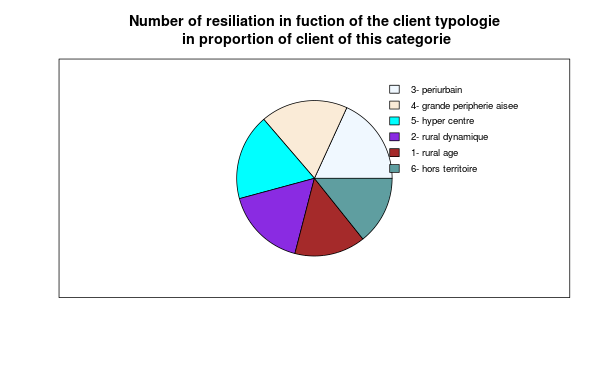 Number of resiliation in fuction of the client typologie
in proportion of client of this categorie
3- periurbain
4- grande peripherie aisee
5- hyper centre
2- rural dynamique
1- rural age
6- hors territoire